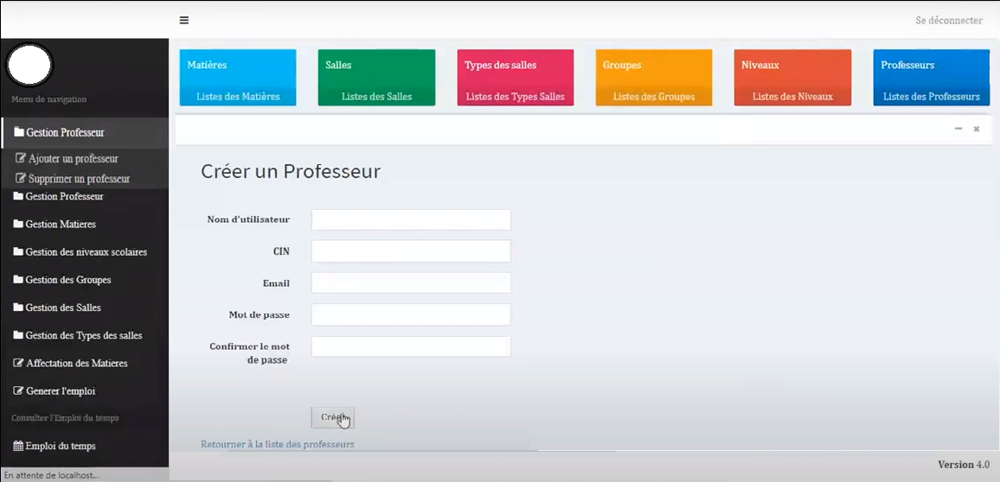 Se déconnecter
Menu de navigation
Gestion Professeur
Ajouter un professeur
Supprimer un professeur
Gestion Professeur
Gestion Matieres
Gestion des niveaux scolaires
Gestion des Groupes
Gestion des Salles
Gestion des Types des salles
Affectation des Matieres
Generer l'emploi
Consulter l'Emploi du temps
Emploi du temps
En attente de localhost...
Matières
Listes des Matières
Salles
Listes des Salles
Types des salles
Listes des Types Salles
Groupes
Listes des Groupes
Niveaux
Listes des Niveaux
Professeurs
Listes des Professeurs
Créer un Professeur
Nom d'utilisateur
CIN
Email
Mot de passe
Confirmer le mot
de passe
Retourner à la liste des professeurs
Version 4.0